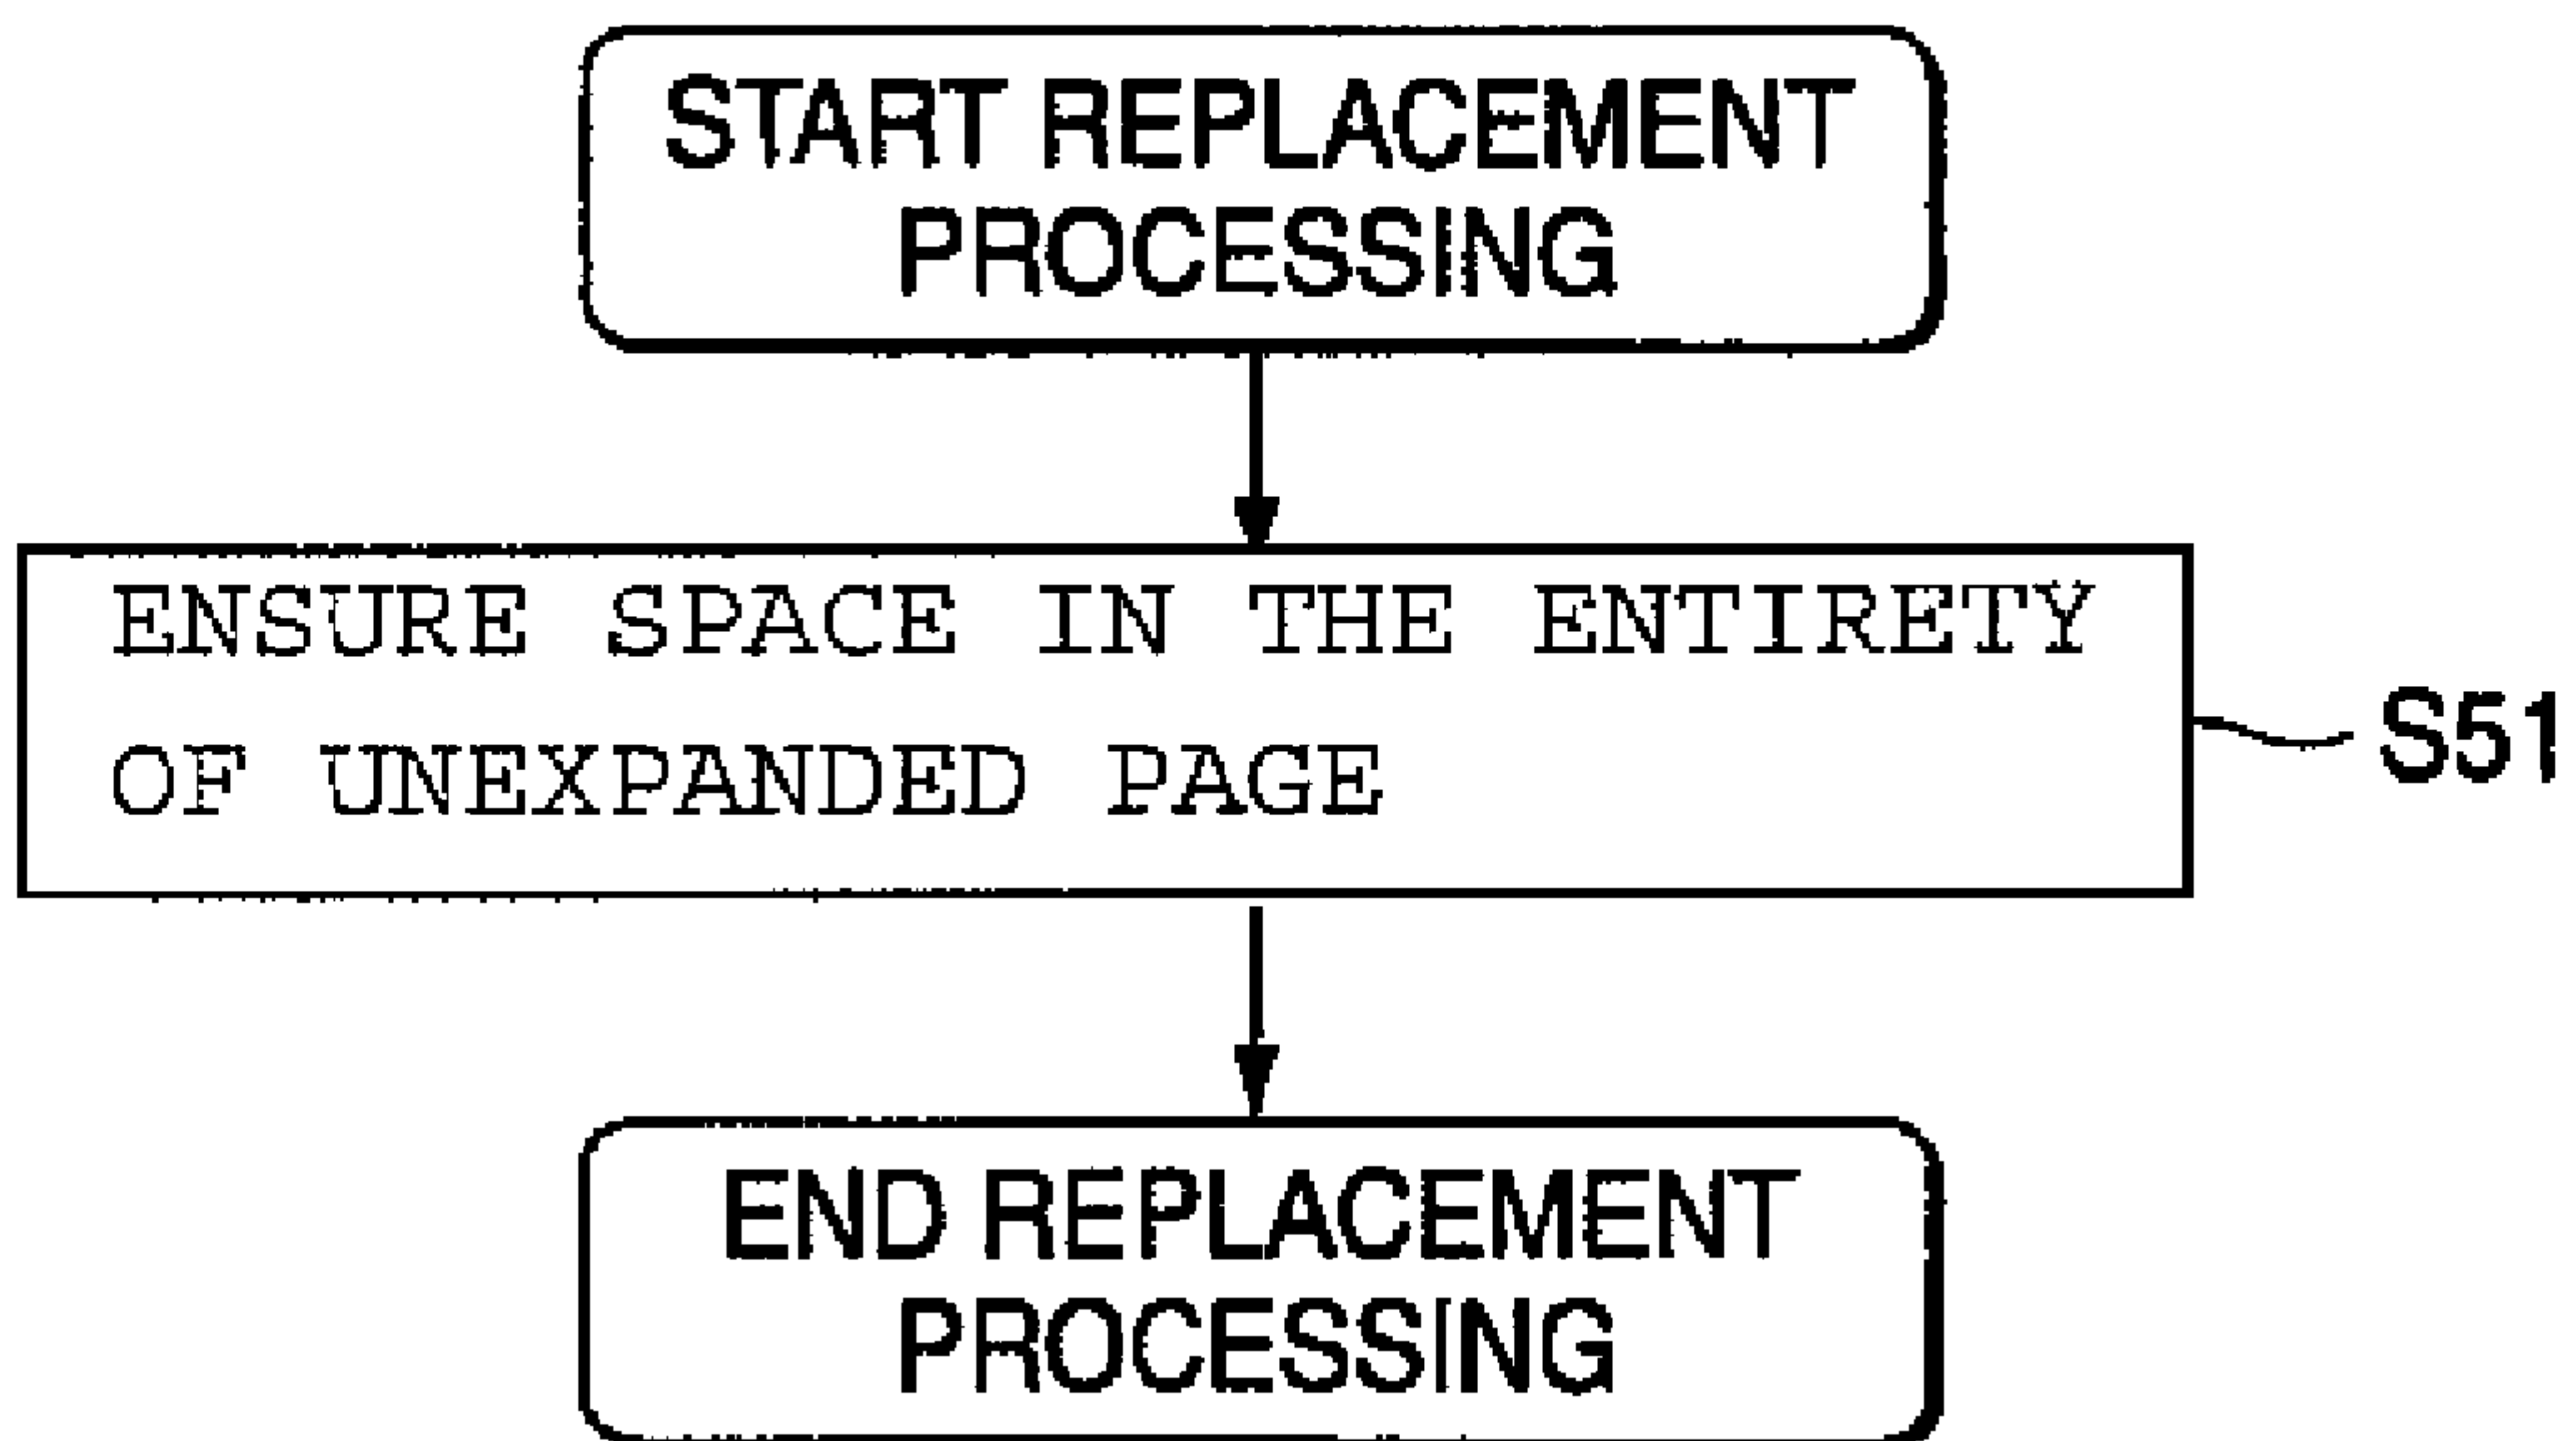 START REPLACEMENT
PROCESSING
ENSURE SPACE IN THE ENTIRETY
OF UNEXPANDED PAGE
S51
END REPLACEMENT
PROCESSING